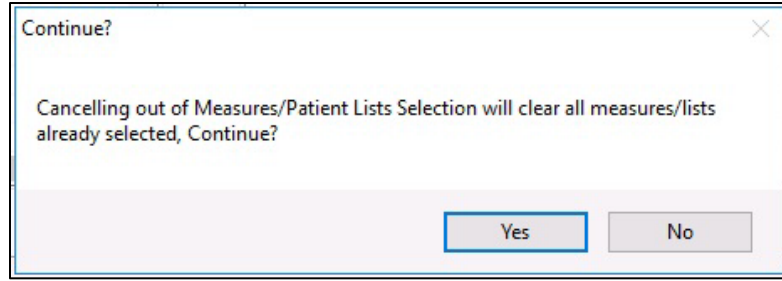 Continue?
Cancelling out of Measures/Patient Lists Selection will clear all measures/lists
already selected, Continue?
Yes No